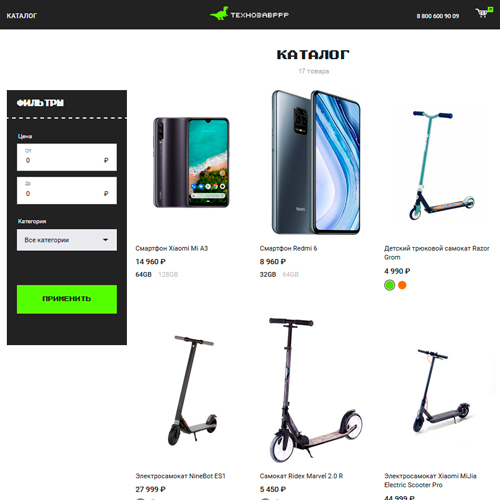 КАТАЛОГ
ТЕХНОЗАВРРР
8 800 600 90 09
КАТАЛОГ
17 товара
ФИЛЬТРЫ
Цена
От
0 ₽
До
0 ₽
Категория
Все категории
ПРИМЕНИТЬ
Смартфон Xiaomi Mi A3
14 960 ₽
64GB 128GB
Смартфон Redmi 6
8 960 ₽
32GB 64GB
Детский трюковой самокат Razor
Grom
4 990 ₽
Электросамокат NineBot ES1
27 999 ₽
Самокат Ridex Marvel 2.0 R
5 450 ₽
Электросамокат Xiaomi MiJia
Electric Scooter Pro
44 999 ₽